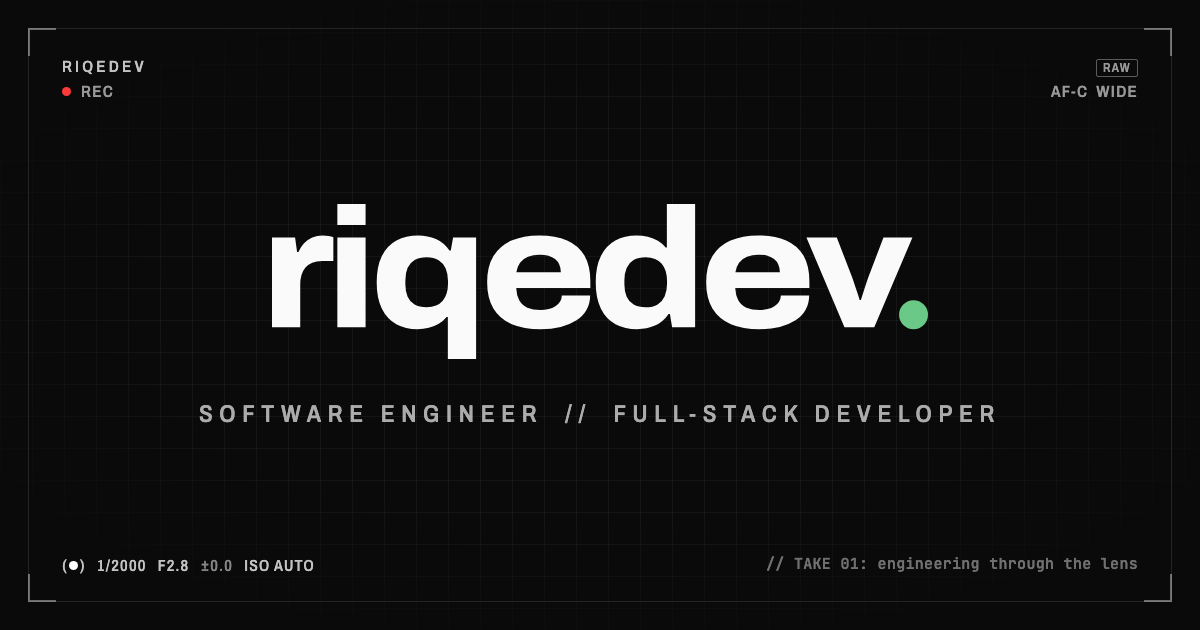 RIQEDEV
RAW
REC
AF-C WIDE
riqedev.
SOFTWARE ENGINEER // FULL-STACK DEVELOPER
(●) 1/2000 F2.8 ±0.0 ISO AUTO
// TAKE 01: engineering through the lens